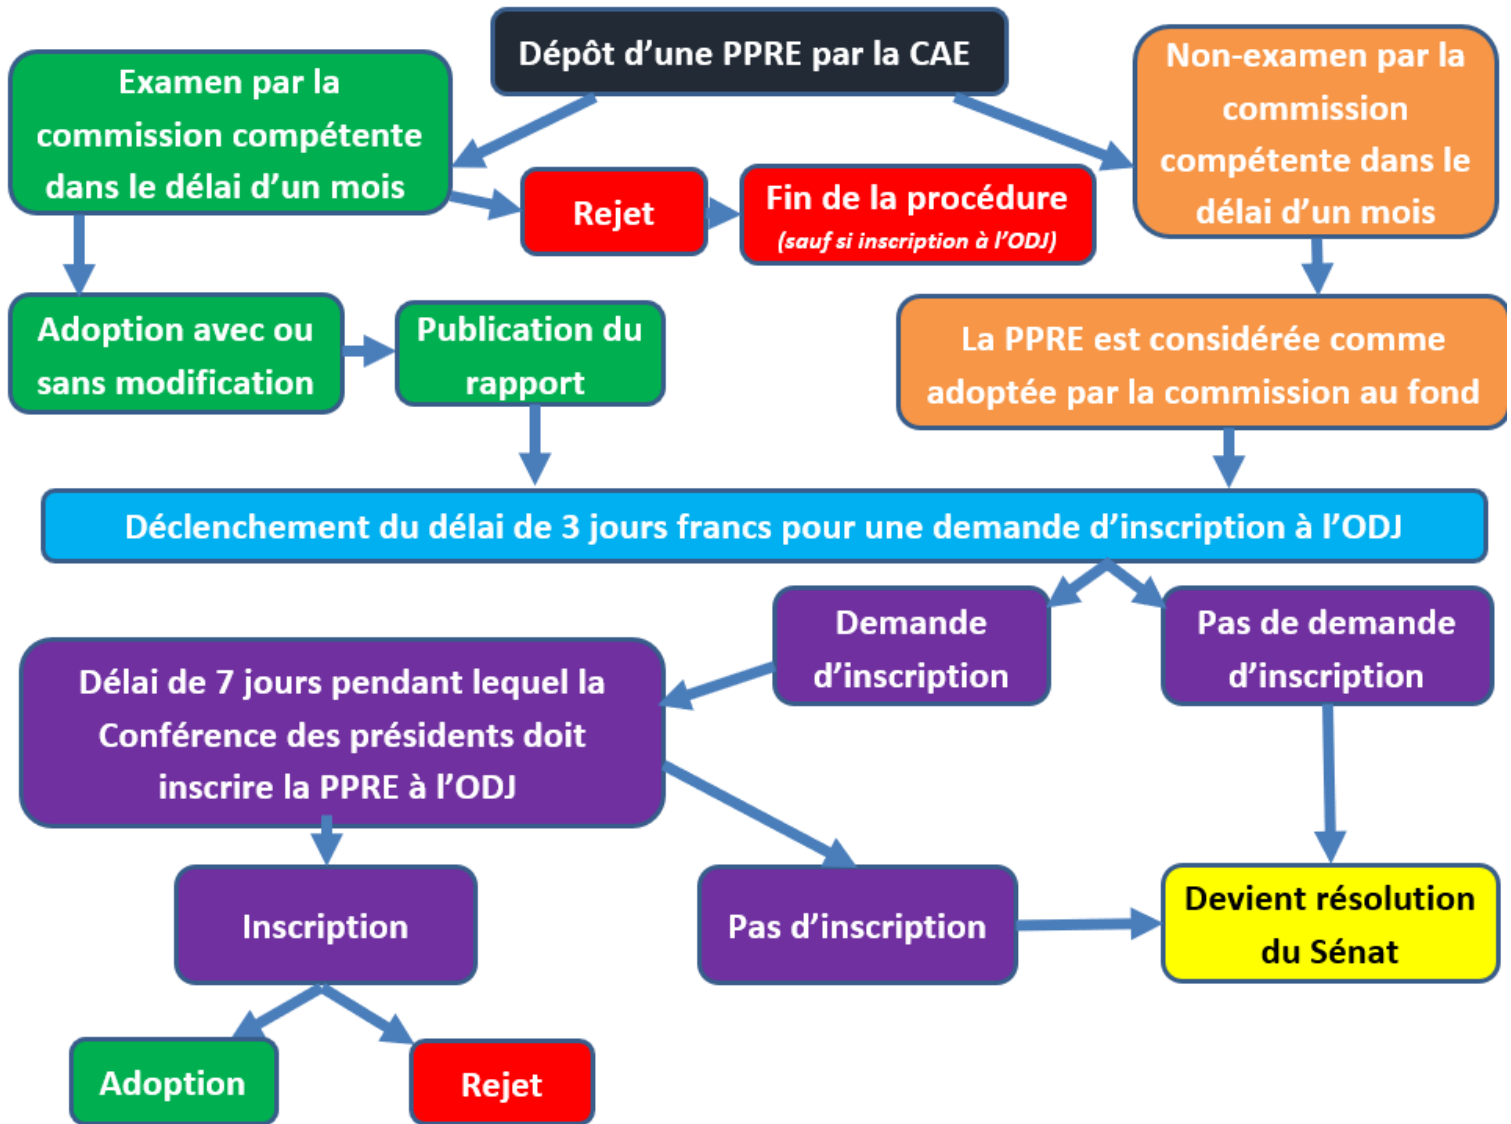 Dépôt d’une PPRE par la CAE
Examen par la
commission compétente
dans le délai d’un mois
Non-examen par la
commission
compétente dans le
délai d’un mois
Rejet
Fin de la procédure
(sauf si inscription à l’ODJ)
Adoption avec ou
sans modification
Publication du
rapport
La PPRE est considérée comme
adoptée par la commission au fond
Déclenchement du délai de 3 jours francs pour une demande d’inscription à l’ODJ
Demande
d’inscription
Pas de demande
d’inscription
Délai de 7 jours pendant lequel la
Conférence des présidents doit
inscrire la PPRE à l’ODJ
Inscription
Pas d’inscription
Devient résolution
du Sénat
Adoption
Rejet